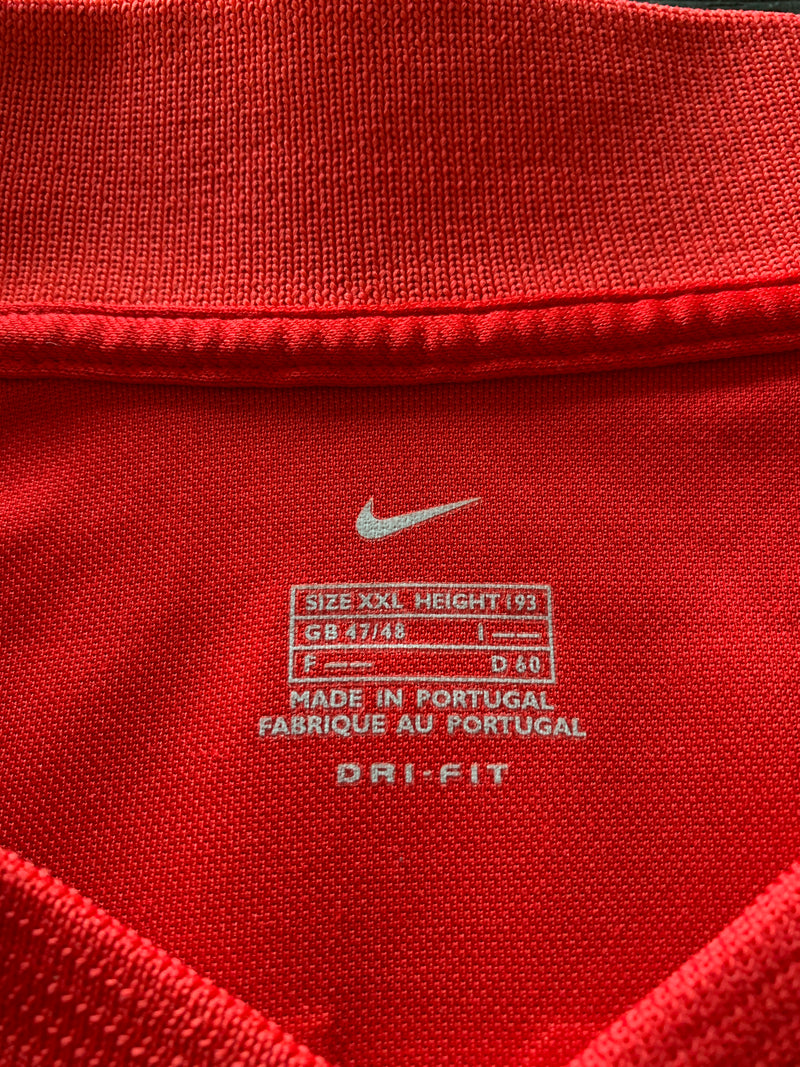 SIZE XXL HEIGHT 193
GB 47/48 I ——
F —— D 60
MADE IN PORTUGAL
FABRIQUE AU PORTUGAL
DRI-FIT